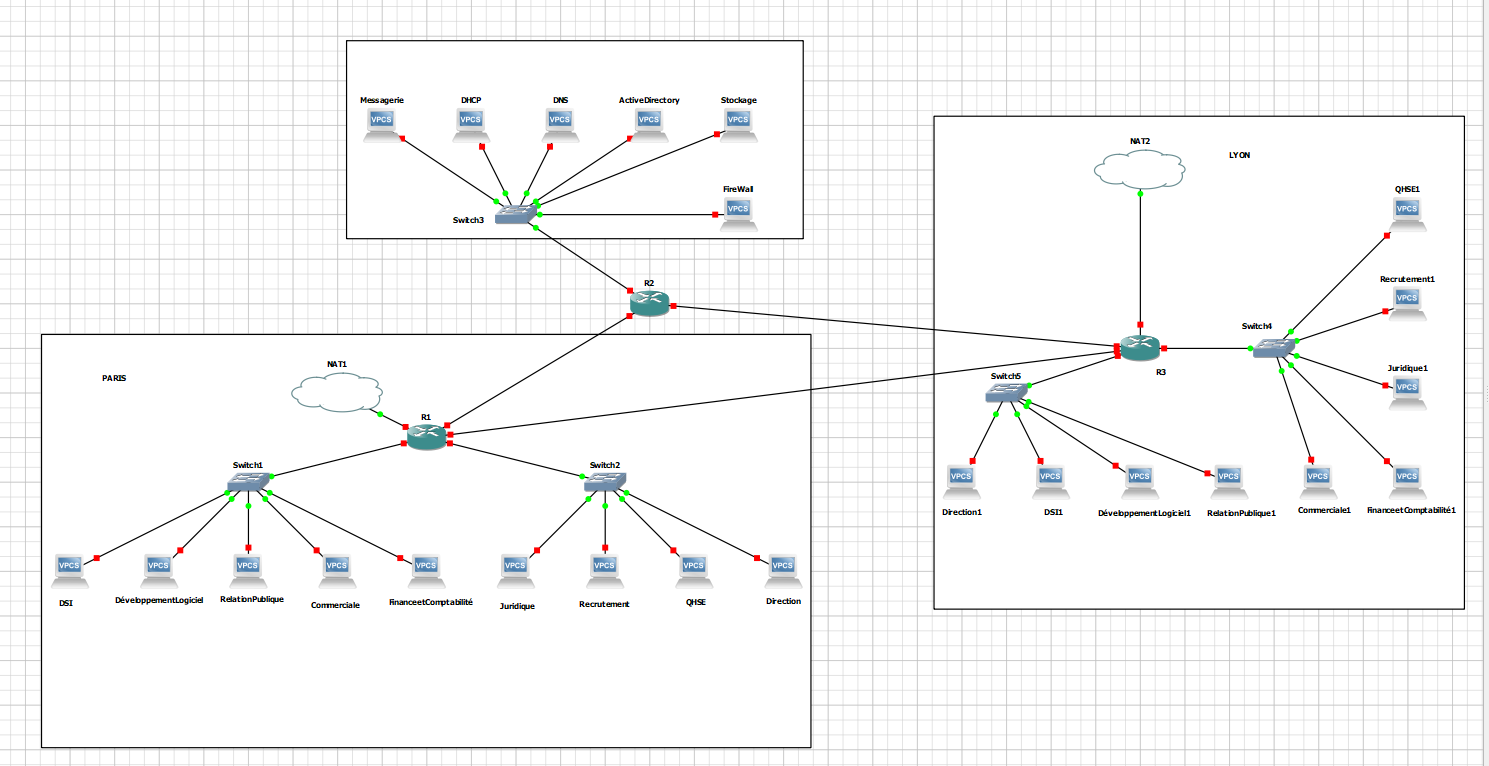 Messagerie
DHCP
DNS
ActiveDirectory
Stockage
VPCS
VPCS
VPCS
VPCS
VPCS
FireWall
VPCS
Switch3
R2
NAT2
LYON
QHSE1
VPCS
Recrutement1
VPCS
Switch4
Juridique1
VPCS
R3
Switch5
VPCS
VPCS
VPCS
VPCS
VPCS
VPCS
Direction1
DSI1
DéveloppementLogiciel1
RelationPublique1
Commerciale1
FinanceetComptabilité1
PARIS
NAT1
R1
Switch1
Switch2
VPCS
VPCS
VPCS
VPCS
VPCS
VPCS
VPCS
VPCS
VPCS
DSI
DéveloppementLogiciel
RelationPublique
Commerciale
FinanceetComptabilité
Juridique
Recrutement
QHSE
Direction